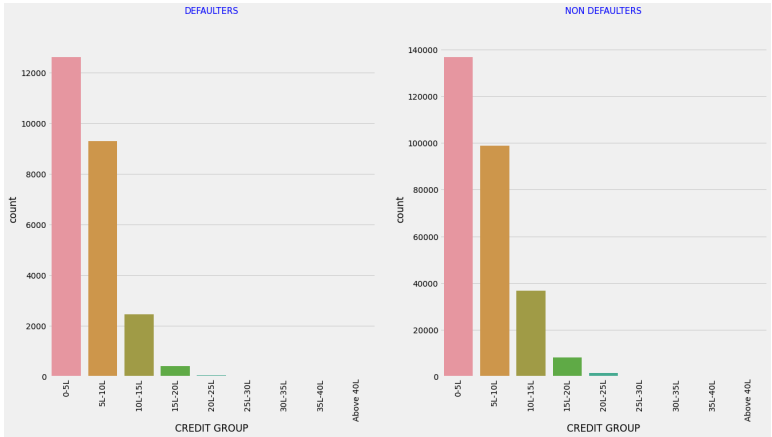 DEFAULTERS
12000
10000
8000
6000
4000
2000
0
count
0-5L
5L-10L
10L-15L
15L-20L
20L-25L
25L-30L
30L-35L
35L-40L
Above 40L
CREDIT GROUP
NON DEFAULTERS
140000
120000
100000
80000
60000
40000
20000
0
count
0-5L
5L-10L
10L-15L
15L-20L
20L-25L
25L-30L
30L-35L
35L-40L
Above 40L
CREDIT GROUP